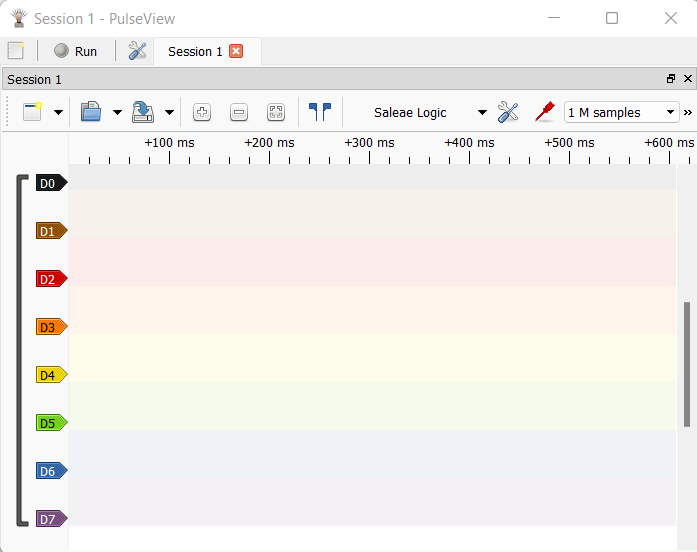 Session 1 - PulseView
Run
Session 1
Session 1
Saleae Logic
1 M samples
»
+100 ms +200 ms +300 ms +400 ms +500 ms +600 ms
D0
D1
D2
D3
D4
D5
D6
D7